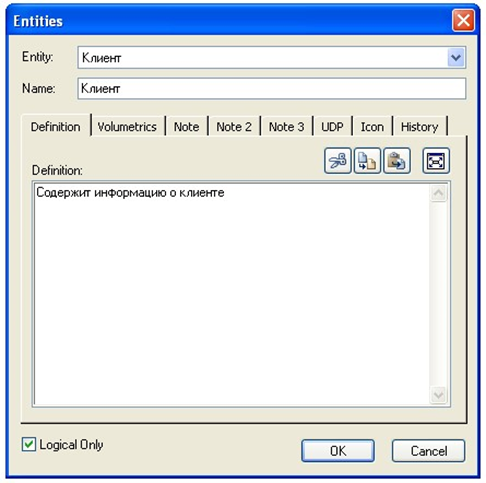 Entities
Entity: Клиент
Name: Клиент
Definition Volumetrics Note Note 2 Note 3 UDP Icon History
Definition:
Содержит информацию о клиенте
Logical Only OK Cancel